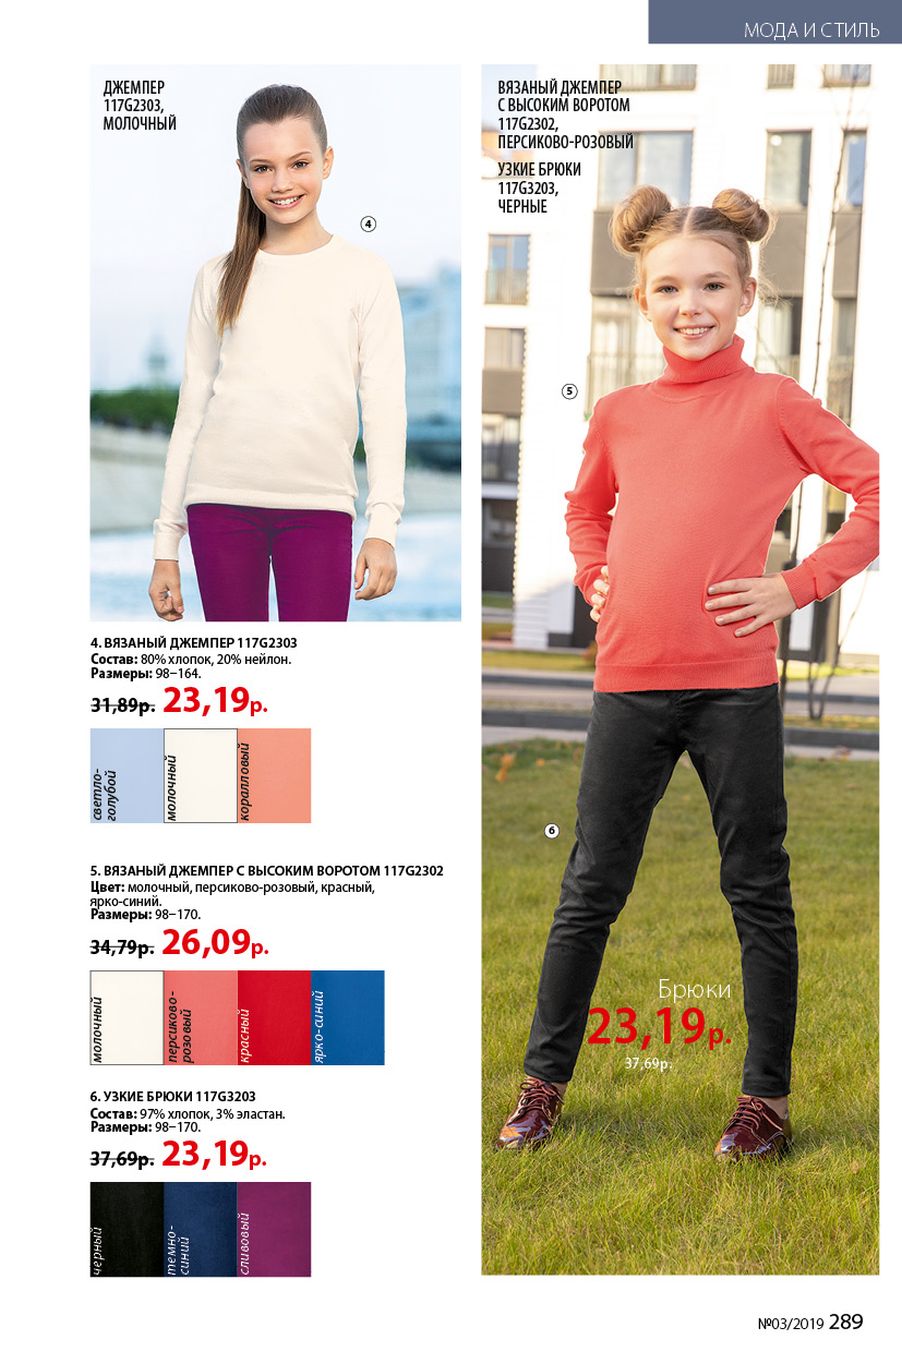 МОДА И СТИЛЬ
ДЖЕМПЕР
117G2303,
МОЛОЧНЫЙ
4
ВЯЗАНЫЙ ДЖЕМПЕР
С ВЫСОКИМ ВОРОТОМ
117G2302,
ПЕРСИКОВО-РОЗОВЫЙ
УЗКИЕ БРЮКИ
117G3203,
ЧЕРНЫЕ
5
6
4. ВЯЗАНЫЙ ДЖЕМПЕР 117G2303
Состав: 80% хлопок, 20% нейлон.
Размеры: 98–164.
31,89р. 23,19р.
светло-
голубой
молочный
коралловый
5. ВЯЗАНЫЙ ДЖЕМПЕР С ВЫСОКИМ ВОРОТОМ 117G2302
Цвет: молочный, персиково-розовый, красный,
ярко-синий.
Размеры: 98–170.
34,79р. 26,09р.
молочный
персиково-
розовый
красный
ярко-синий
6. УЗКИЕ БРЮКИ 117G3203
Состав: 97% хлопок, 3% эластан.
Размеры: 98–170.
37,69р. 23,19р.
черный
темно-
синий
сливовый
Брюки
23,19р.
37,69р.
№03/2019 289